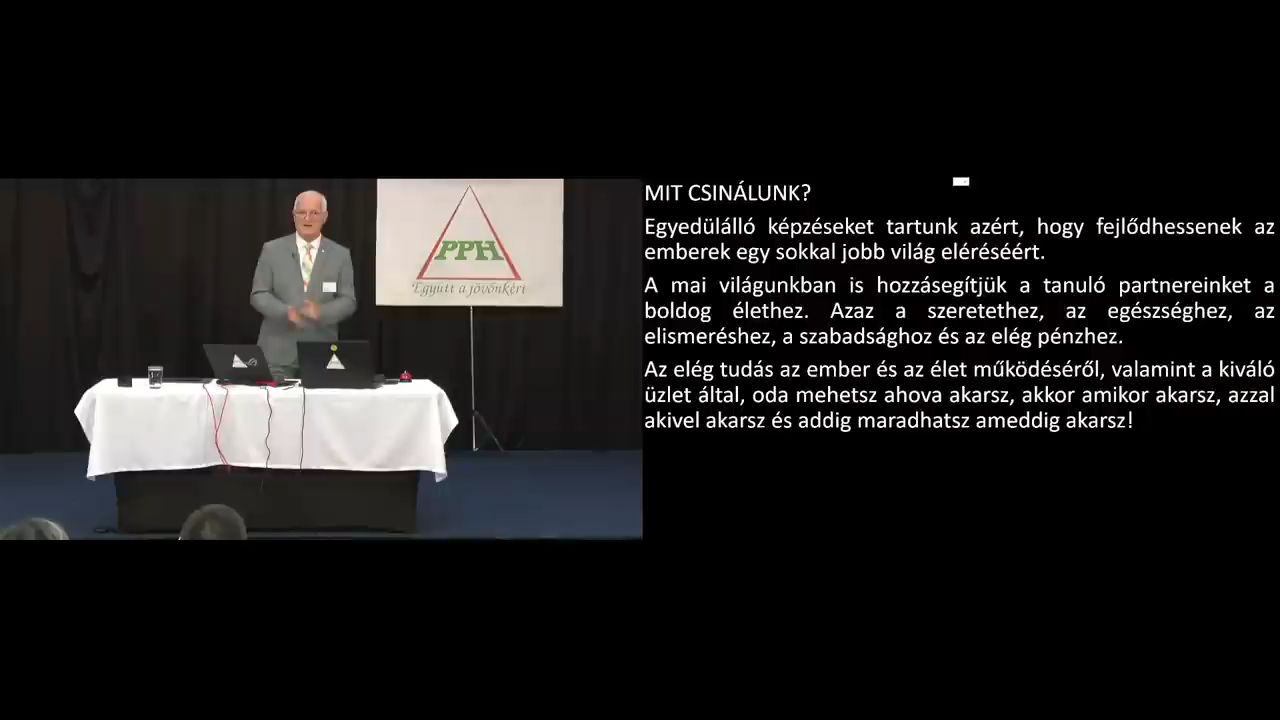 PPH
Együtt a jövőnkért
MIT CSINÁLUNK?
Egyedülálló képzéseket tartunk azért, hogy fejlődhessenek az
emberek egy sokkal jobb világ eléréséért.
A mai világunkban is hozzásegítjük a tanuló partnereinket a
boldog élethez. Azaz a szeretethez, az egészséghez, az
elismeréshez, a szabadsághoz és az elég pénzhez.
Az elég tudás az ember és az élet működéséről, valamint a kiváló
üzlet által, oda mehetsz ahova akarsz, akkor amikor akarsz, azzal
akivel akarsz és addig maradhatsz ameddig akarsz!